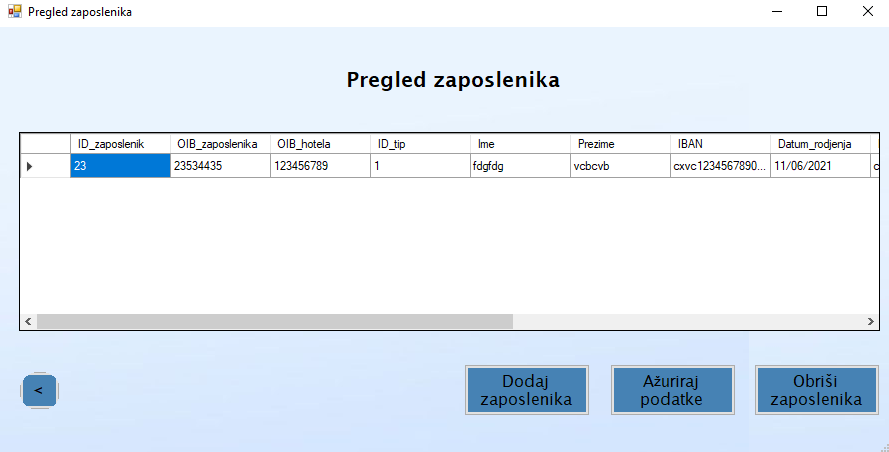 Pregled zaposlenika
Pregled zaposlenika
ID_zaposlenik OIB_zaposlenika OIB_hotela ID_tip Ime Prezime IBAN Datum_rodjenja
23 23534435 123456789 1 fdgfdg vcbcvb cxvc1234567890... 11/06/2021
<
Dodaj zaposlenika
Ažuriraj podatke
Obriši zaposlenika